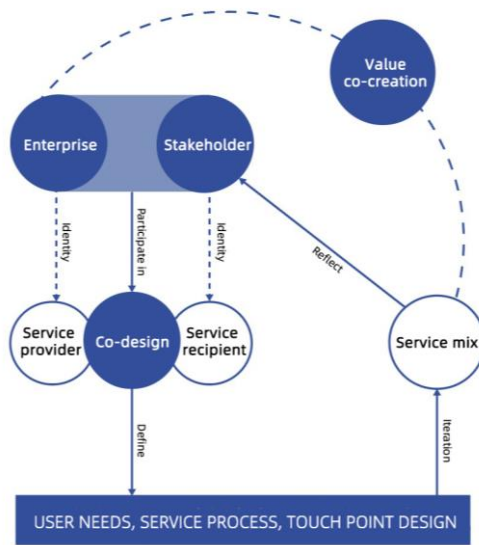 Value
co-creation
Enterprise
Stakeholder
Identity
Participate in
Identity
Reflect
Service
provider
Co-design
Service
recipient
Service mix
Define
Iteration
USER NEEDS, SERVICE PROCESS, TOUCH POINT DESIGN